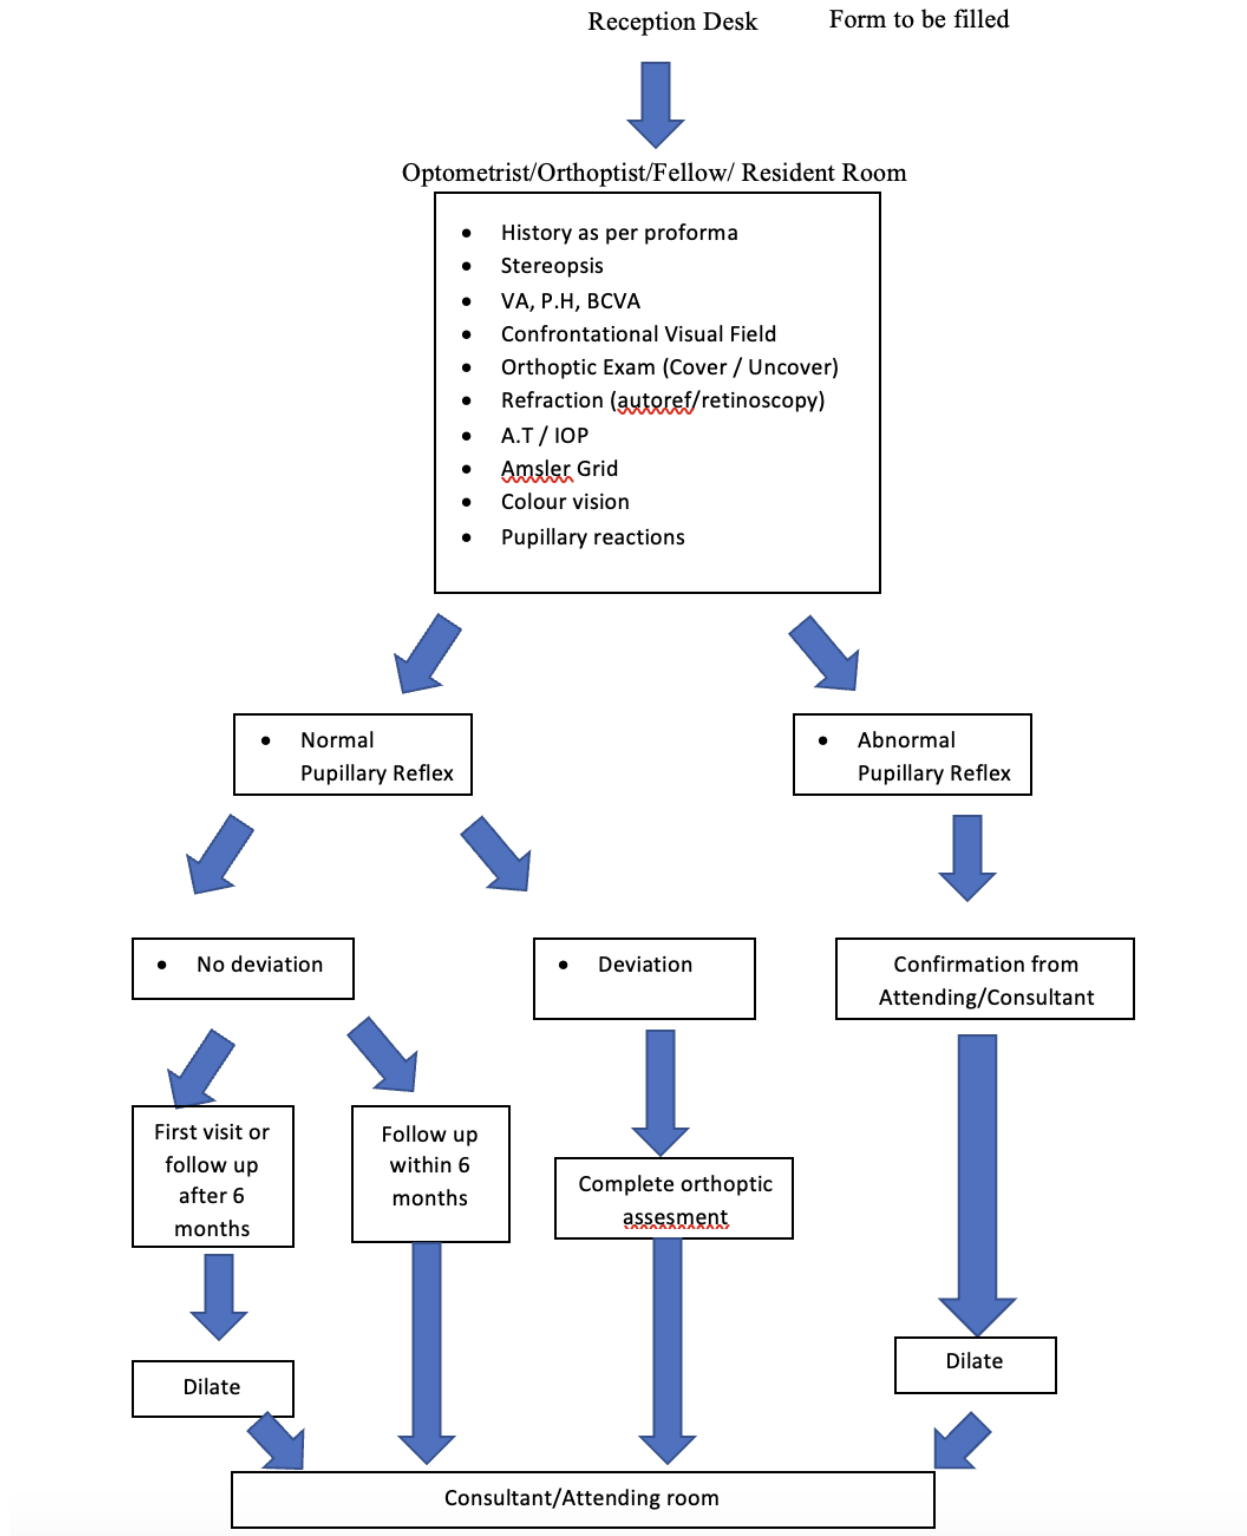 Reception Desk
Form to be filled
Optometrist/Orthoptist/Fellow/ Resident Room
• History as per proforma
• Stereopsis
• VA, P.H, BCVA
• Confrontational Visual Field
• Orthoptic Exam (Cover / Uncover)
• Refraction (autoref/retinoscopy)
• A.T / IOP
• Amsler Grid
• Colour vision
• Pupillary reactions
• Normal
Pupillary Reflex
• Abnormal
Pupillary Reflex
• No deviation
• Deviation
Confirmation from
Attending/Consultant
First visit or
follow up
after 6
months
Follow up
within 6
months
Complete orthoptic
assesment
Dilate
Dilate
Consultant/Attending room